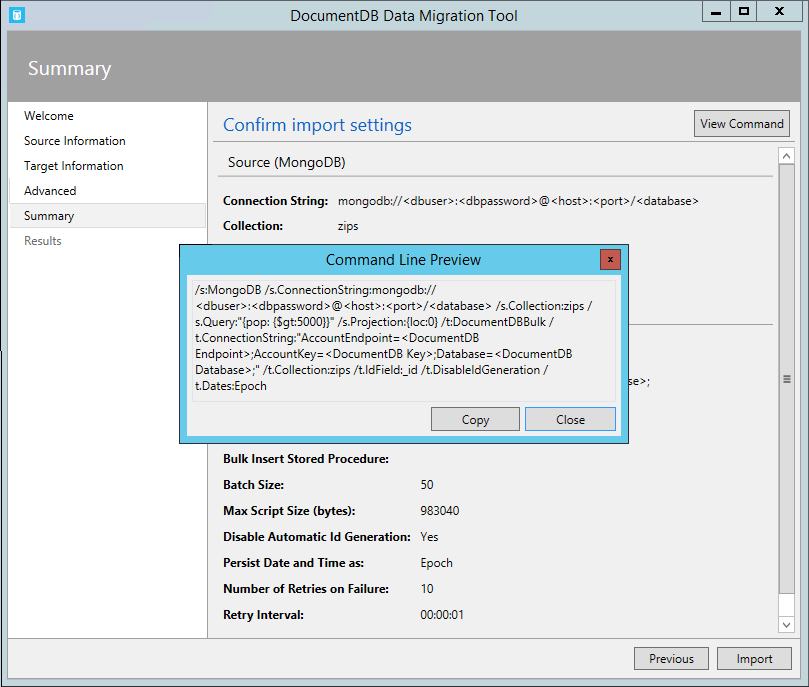 DocumentDB Data Migration Tool
Summary
Welcome
Source Information
Target Information
Advanced
Summary
Results
Confirm import settings
View Command
Source (MongoDB)
Connection String: mongodb://<dbuser>:<dbpassword>@<host>:<port>/<database>
Collection: zips
Command Line Preview
x
/s:MongoDB /s.ConnectionString:mongodb://
<dbuser>:<dbpassword>@<host>:<port>/<database> /s.Collection:zips /
s.Query:"{pop: {$gt:5000}}" /s.Projection:{loc:0} /t:DocumentDBBulk /
t.ConnectionString:"AccountEndpoint=<DocumentDB
Endpoint>;AccountKey=<DocumentDB Key>;Database=<DocumentDB
Database>;" /t.Collection:zips /t.IdField:_id /t.DisableIdGeneration /
t.Dates:Epoch
Copy
Close
se>;
Bulk Insert Stored Procedure:
Batch Size: 50
Max Script Size (bytes): 983040
Disable Automatic Id Generation: Yes
Persist Date and Time as: Epoch
Number of Retries on Failure: 10
Retry Interval: 00:00:01
Previous
Import